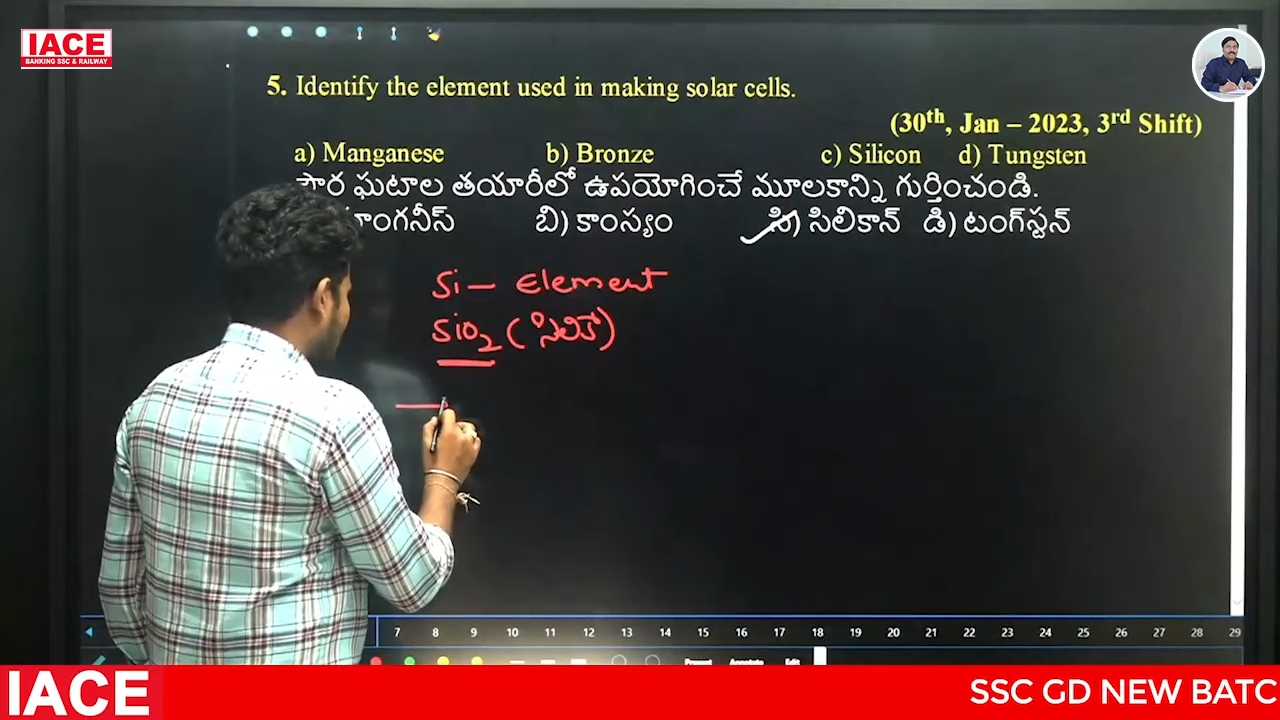 IACE
BANKING SSC & RAILWAY
5. Identify the element used in making solar cells.
(30th, Jan – 2023, 3rd Shift)
a) Manganese b) Bronze c) Silicon d) Tungsten
సౌర ఘటాల తయారీలో ఉపయోగించే మూలకాన్ని గుర్తించండి.
బి) కాంస్యం సి) సిలికాన్ డి) టంగ్‌స్టన్
Si — Element
SiO2 (సిలికా)
7 8 9 10 11 12 13 14 15 16 17 18 19 20 21 22 23 24 25 26 27 28 29
IACE SSC GD NEW BATC